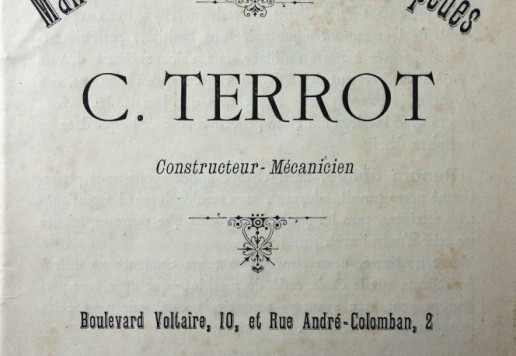 C. TERROT
Constructeur-Mécanicien
Boulevard Voltaire, 10, et Rue André-Colomban, 2